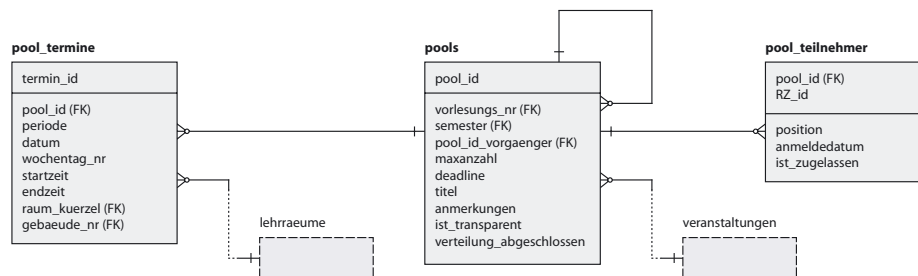 pool_termine
termin_id
pool_id (FK)
periode
datum
wochentag_nr
startzeit
endzeit
raum_kuerzel (FK)
gebaeude_nr (FK)
lehrraeume
pools
pool_id
vorlesungs_nr (FK)
semester (FK)
pool_id_vorgaenger (FK)
maxanzahl
deadline
titel
anmerkungen
ist_transparent
verteilung_abgeschlossen
veranstaltungen
pool_teilnehmer
pool_id (FK)
RZ_id
position
anmeldedatum
ist_zugelassen